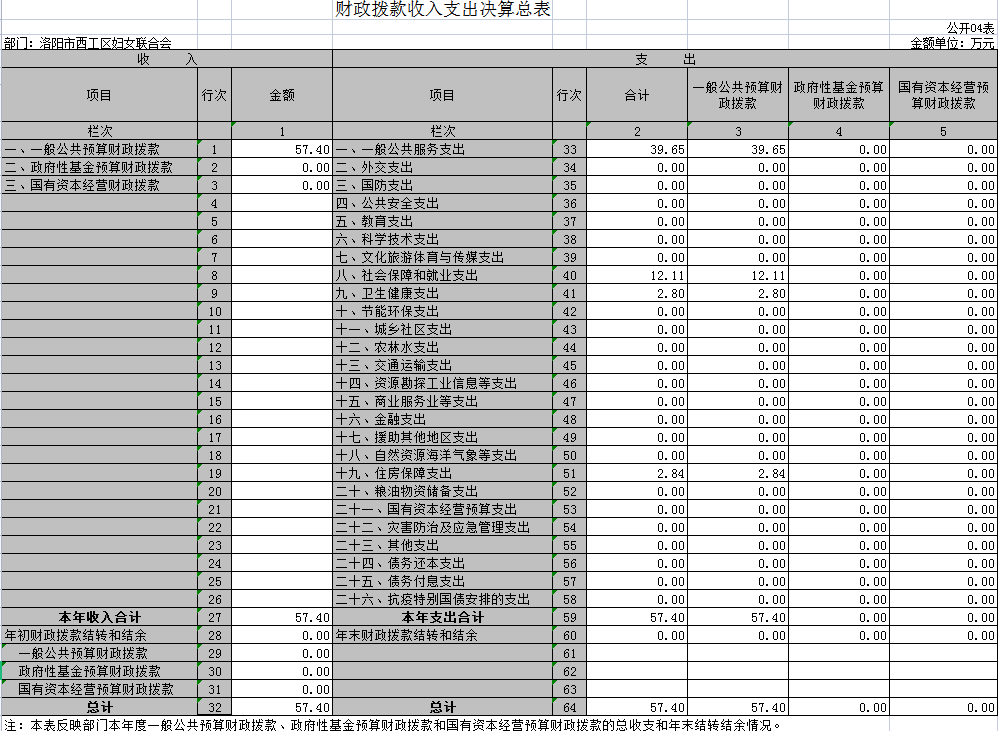 财政拨款收入支出决算总表
公开04表
部门：洛阳市西工区妇女联合会 金额单位：万元
收 入 支 出
项目 行次 金额 项目 行次 合计 一般公共预算财政拨款 政府性基金预算财政拨款 国有资本经营预算财政拨款
栏次 1 栏次 2 3 4 5
一、一般公共预算财政拨款 1 57.40 一、一般公共服务支出 33 39.65 39.65 0.00 0.00
二、政府性基金预算财政拨款 2 0.00 二、外交支出 34 0.00 0.00 0.00 0.00
三、国有资本经营财政拨款 3 0.00 三、国防支出 35 0.00 0.00 0.00 0.00
4 四、公共安全支出 36 0.00 0.00 0.00 0.00
5 五、教育支出 37 0.00 0.00 0.00 0.00
6 六、科学技术支出 38 0.00 0.00 0.00 0.00
7 七、文化旅游体育与传媒支出 39 0.00 0.00 0.00 0.00
8 八、社会保障和就业支出 40 12.11 12.11 0.00 0.00
9 九、卫生健康支出 41 2.80 2.80 0.00 0.00
10 十、节能环保支出 42 0.00 0.00 0.00 0.00
11 十一、城乡社区支出 43 0.00 0.00 0.00 0.00
12 十二、农林水支出 44 0.00 0.00 0.00 0.00
13 十三、交通运输支出 45 0.00 0.00 0.00 0.00
14 十四、资源勘探工业信息等支出 46 0.00 0.00 0.00 0.00
15 十五、商业服务业等支出 47 0.00 0.00 0.00 0.00
16 十六、金融支出 48 0.00 0.00 0.00 0.00
17 十七、援助其他地区支出 49 0.00 0.00 0.00 0.00
18 十八、自然资源海洋气象等支出 50 0.00 0.00 0.00 0.00
19 十九、住房保障支出 51 2.84 2.84 0.00 0.00
20 二十、粮油物资储备支出 52 0.00 0.00 0.00 0.00
21 二十一、国有资本经营预算支出 53 0.00 0.00 0.00 0.00
22 二十二、灾害防治及应急管理支出 54 0.00 0.00 0.00 0.00
23 二十三、其他支出 55 0.00 0.00 0.00 0.00
24 二十四、债务还本支出 56 0.00 0.00 0.00 0.00
25 二十五、债务付息支出 57 0.00 0.00 0.00 0.00
26 二十六、抗疫特别国债安排的支出 58 0.00 0.00 0.00 0.00
本年收入合计 27 57.40 本年支出合计 59 57.40 57.40 0.00 0.00
年初财政拨款结转和结余 28 0.00 年末财政拨款结转和结余 60 0.00 0.00 0.00 0.00
一般公共预算财政拨款 29 0.00 61
政府性基金预算财政拨款 30 0.00 62
国有资本经营预算财政拨款 31 0.00 63
总计 32 57.40 总计 64 57.40 57.40 0.00 0.00
注：本表反映部门本年度一般公共预算财政拨款、政府性基金预算财政拨款和国有资本经营预算财政拨款的总收支和年末结转结余情况。